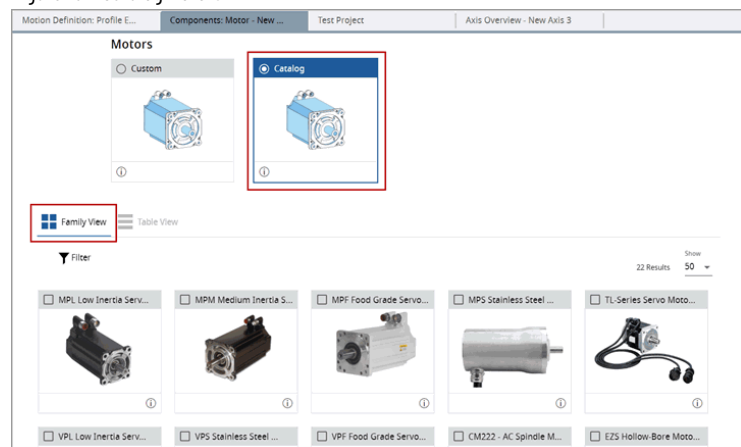 Motion Definition: Profile E... Components: Motor - New ... Test Project Axis Overview - New Axis 3
Motors
Custom Catalog
Family View Table View
Filter
Show
22 Results 50
MPL Low Inertia Serv... MPM Medium Inertia S... MPF Food Grade Servo... MPS Stainless Steel ... TL-Series Servo Moto...
VPL Low Inertia Serv... VPS Stainless Steel ... VPF Food Grade Servo... CM222 - AC Spindle M... EZS Hollow-Bore Moto...